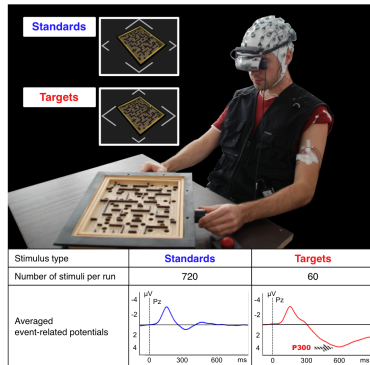 Standards
Targets
Stimulus type Standards Targets
Number of stimuli per run 720 60
Averaged
event-related potentials
µV
Pz
-4
-2
2
4
0 300 600 ms
µV
Pz
-4
-2
2
4
P300
0 300 600 ms